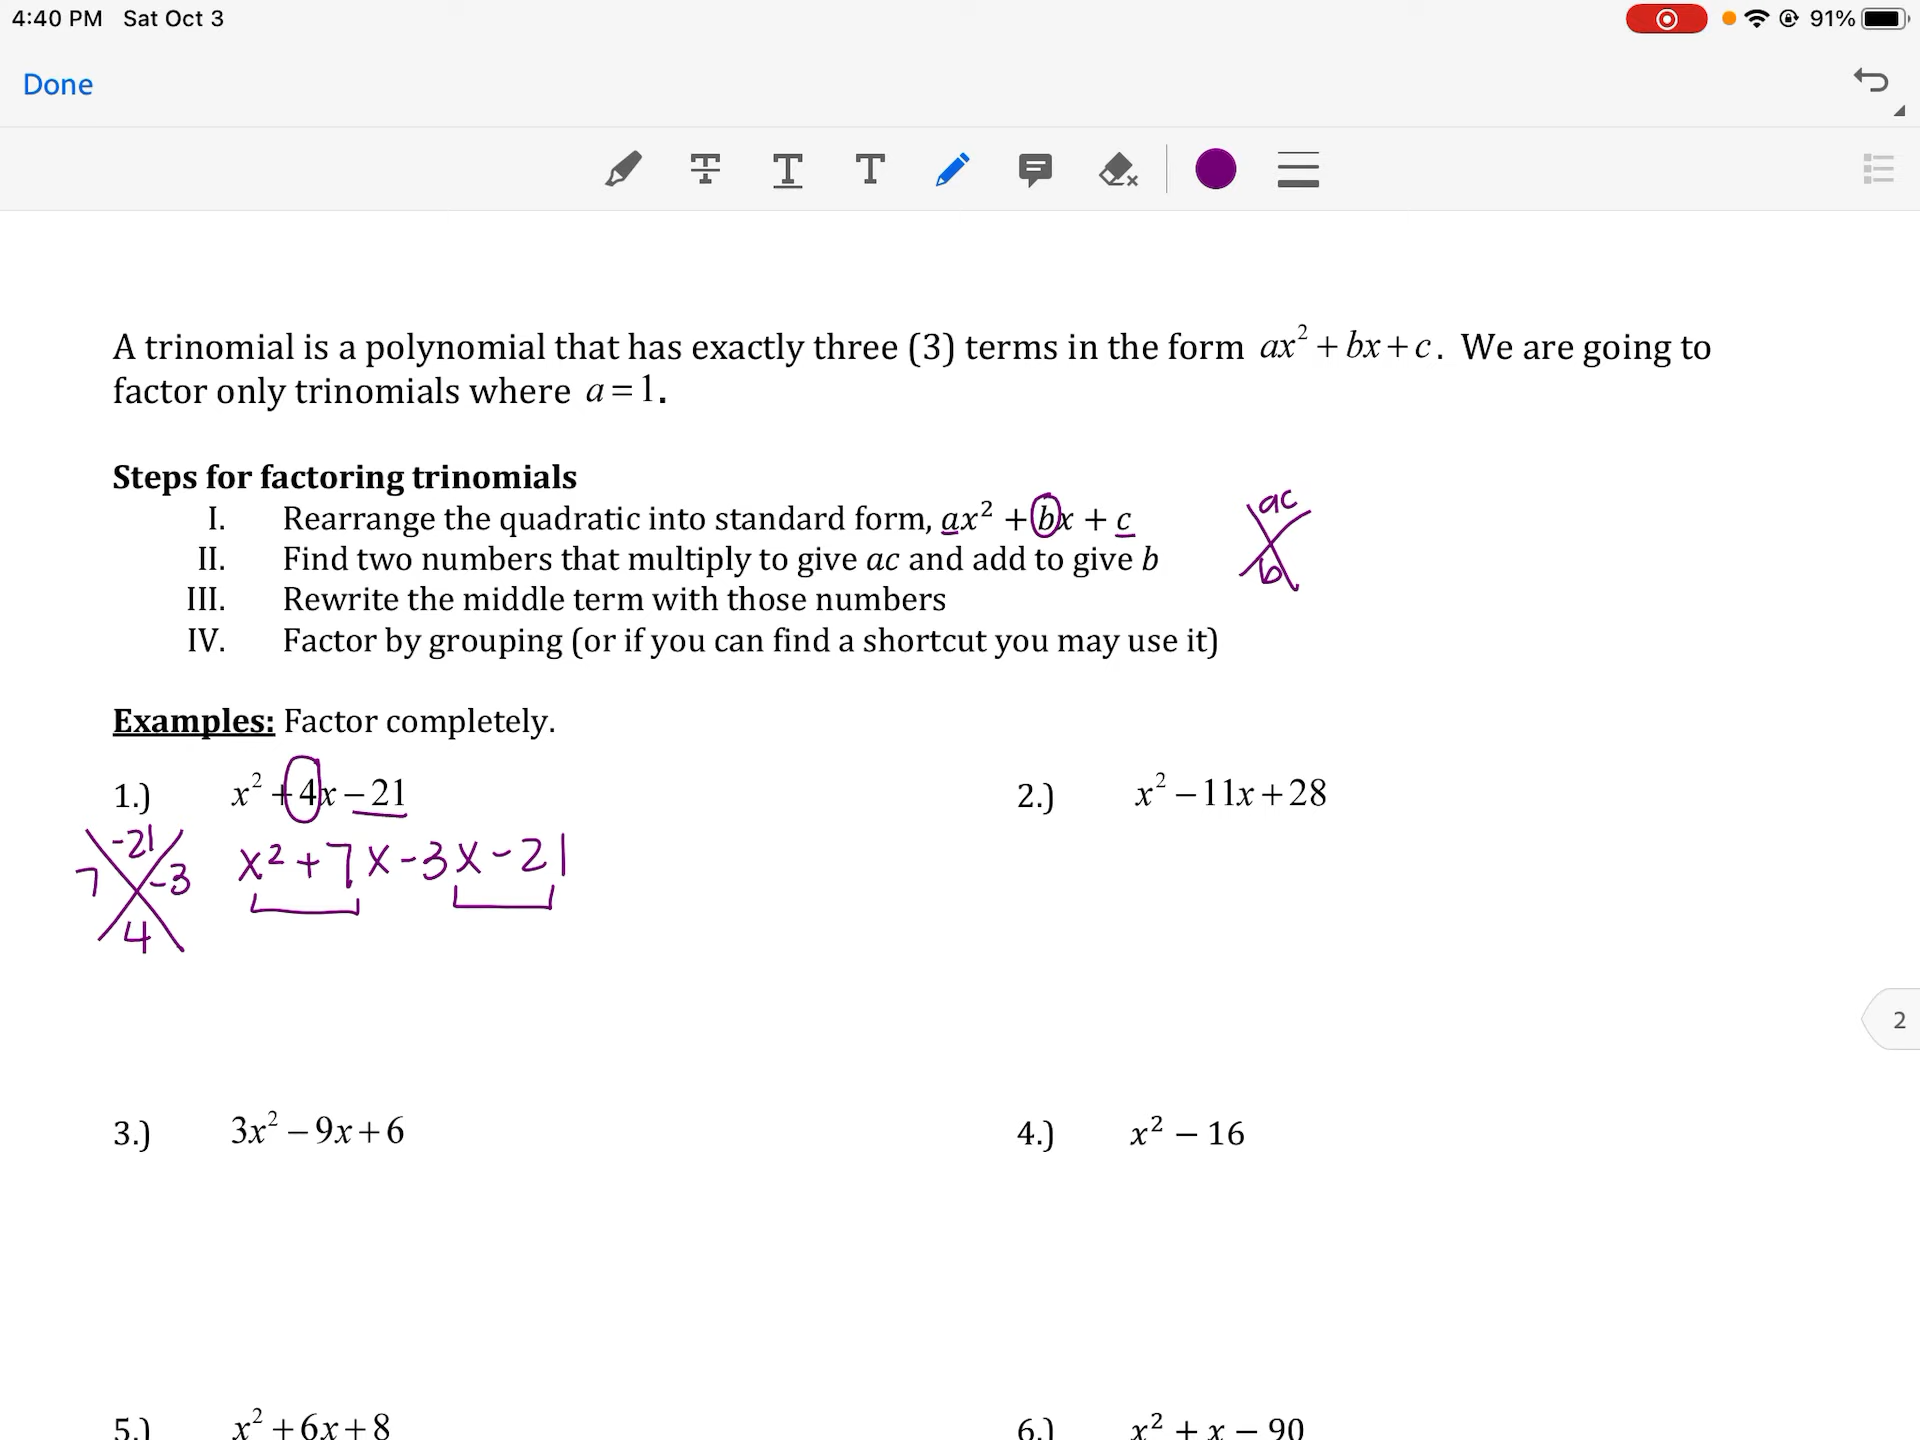 4:40 PM Sat Oct 3
91%
Done
T T T
A trinomial is a polynomial that has exactly three (3) terms in the form ax² + bx + c. We are going to
factor only trinomials where a = 1.
Steps for factoring trinomials
I. Rearrange the quadratic into standard form, ax² + bx + c
II. Find two numbers that multiply to give ac and add to give b
III. Rewrite the middle term with those numbers
IV. Factor by grouping (or if you can find a shortcut you may use it)
ac
b
Examples: Factor completely.
1.) x² + 4x − 21
-21
7 -3
4
x² + 7x - 3x - 21
2.) x² − 11x + 28
2
3.) 3x² − 9x + 6
4.) x² − 16
5.) x² + 6x + 8
6.) x² + x − 90